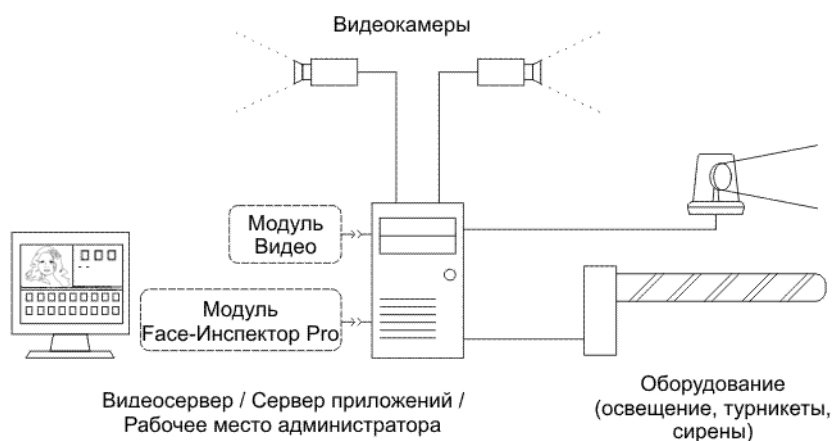 Видеокамеры
Модуль
Видео
Модуль
Face-Инспектор Pro
Видеосервер / Сервер приложений /
Рабочее место администратора
Оборудование
(освещение, турникеты,
сирены)